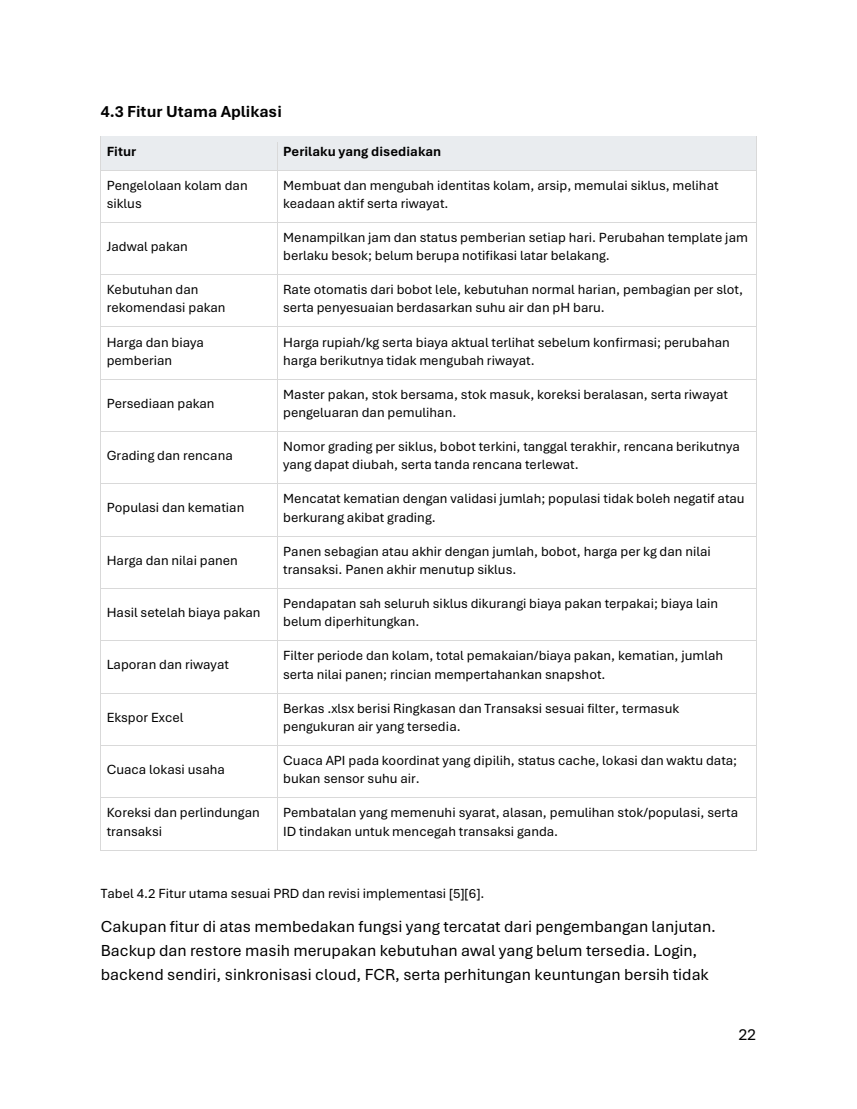 4.3 Fitur Utama Aplikasi
Fitur
Perilaku yang disediakan
Pengelolaan kolam dan
siklus
Membuat dan mengubah identitas kolam, arsip, memulai siklus, melihat
keadaan aktif serta riwayat.
Jadwal pakan
Menampilkan jam dan status pemberian setiap hari. Perubahan template jam
berlaku besok; belum berupa notifikasi latar belakang.
Kebutuhan dan
rekomendasi pakan
Rate otomatis dari bobot lele, kebutuhan normal harian, pembagian per slot,
serta penyesuaian berdasarkan suhu air dan pH baru.
Harga dan biaya
pemberian
Harga rupiah/kg serta biaya aktual terlihat sebelum konfirmasi; perubahan
harga berikutnya tidak mengubah riwayat.
Persediaan pakan
Master pakan, stok bersama, stok masuk, koreksi beralasan, serta riwayat
pengeluaran dan pemulihan.
Grading dan rencana
Nomor grading per siklus, bobot terkini, tanggal terakhir, rencana berikutnya
yang dapat diubah, serta tanda rencana terlewat.
Populasi dan kematian
Mencatat kematian dengan validasi jumlah; populasi tidak boleh negatif atau
berkurang akibat grading.
Harga dan nilai panen
Panen sebagian atau akhir dengan jumlah, bobot, harga per kg dan nilai
transaksi. Panen akhir menutup siklus.
Hasil setelah biaya pakan
Pendapatan sah seluruh siklus dikurangi biaya pakan terpakai; biaya lain
belum diperhitungkan.
Laporan dan riwayat
Filter periode dan kolam, total pemakaian/biaya pakan, kematian, jumlah
serta nilai panen; rincian mempertahankan snapshot.
Ekspor Excel
Berkas .xlsx berisi Ringkasan dan Transaksi sesuai filter, termasuk
pengukuran air yang tersedia.
Cuaca lokasi usaha
Cuaca API pada koordinat yang dipilih, status cache, lokasi dan waktu data;
bukan sensor suhu air.
Koreksi dan perlindungan
transaksi
Pembatalan yang memenuhi syarat, alasan, pemulihan stok/populasi, serta
ID tindakan untuk mencegah transaksi ganda.
Tabel 4.2 Fitur utama sesuai PRD dan revisi implementasi [5][6].
Cakupan fitur di atas membedakan fungsi yang tercatat dari pengembangan lanjutan.
Backup dan restore masih merupakan kebutuhan awal yang belum tersedia. Login,
backend sendiri, sinkronisasi cloud, FCR, serta perhitungan keuntungan bersih tidak
22